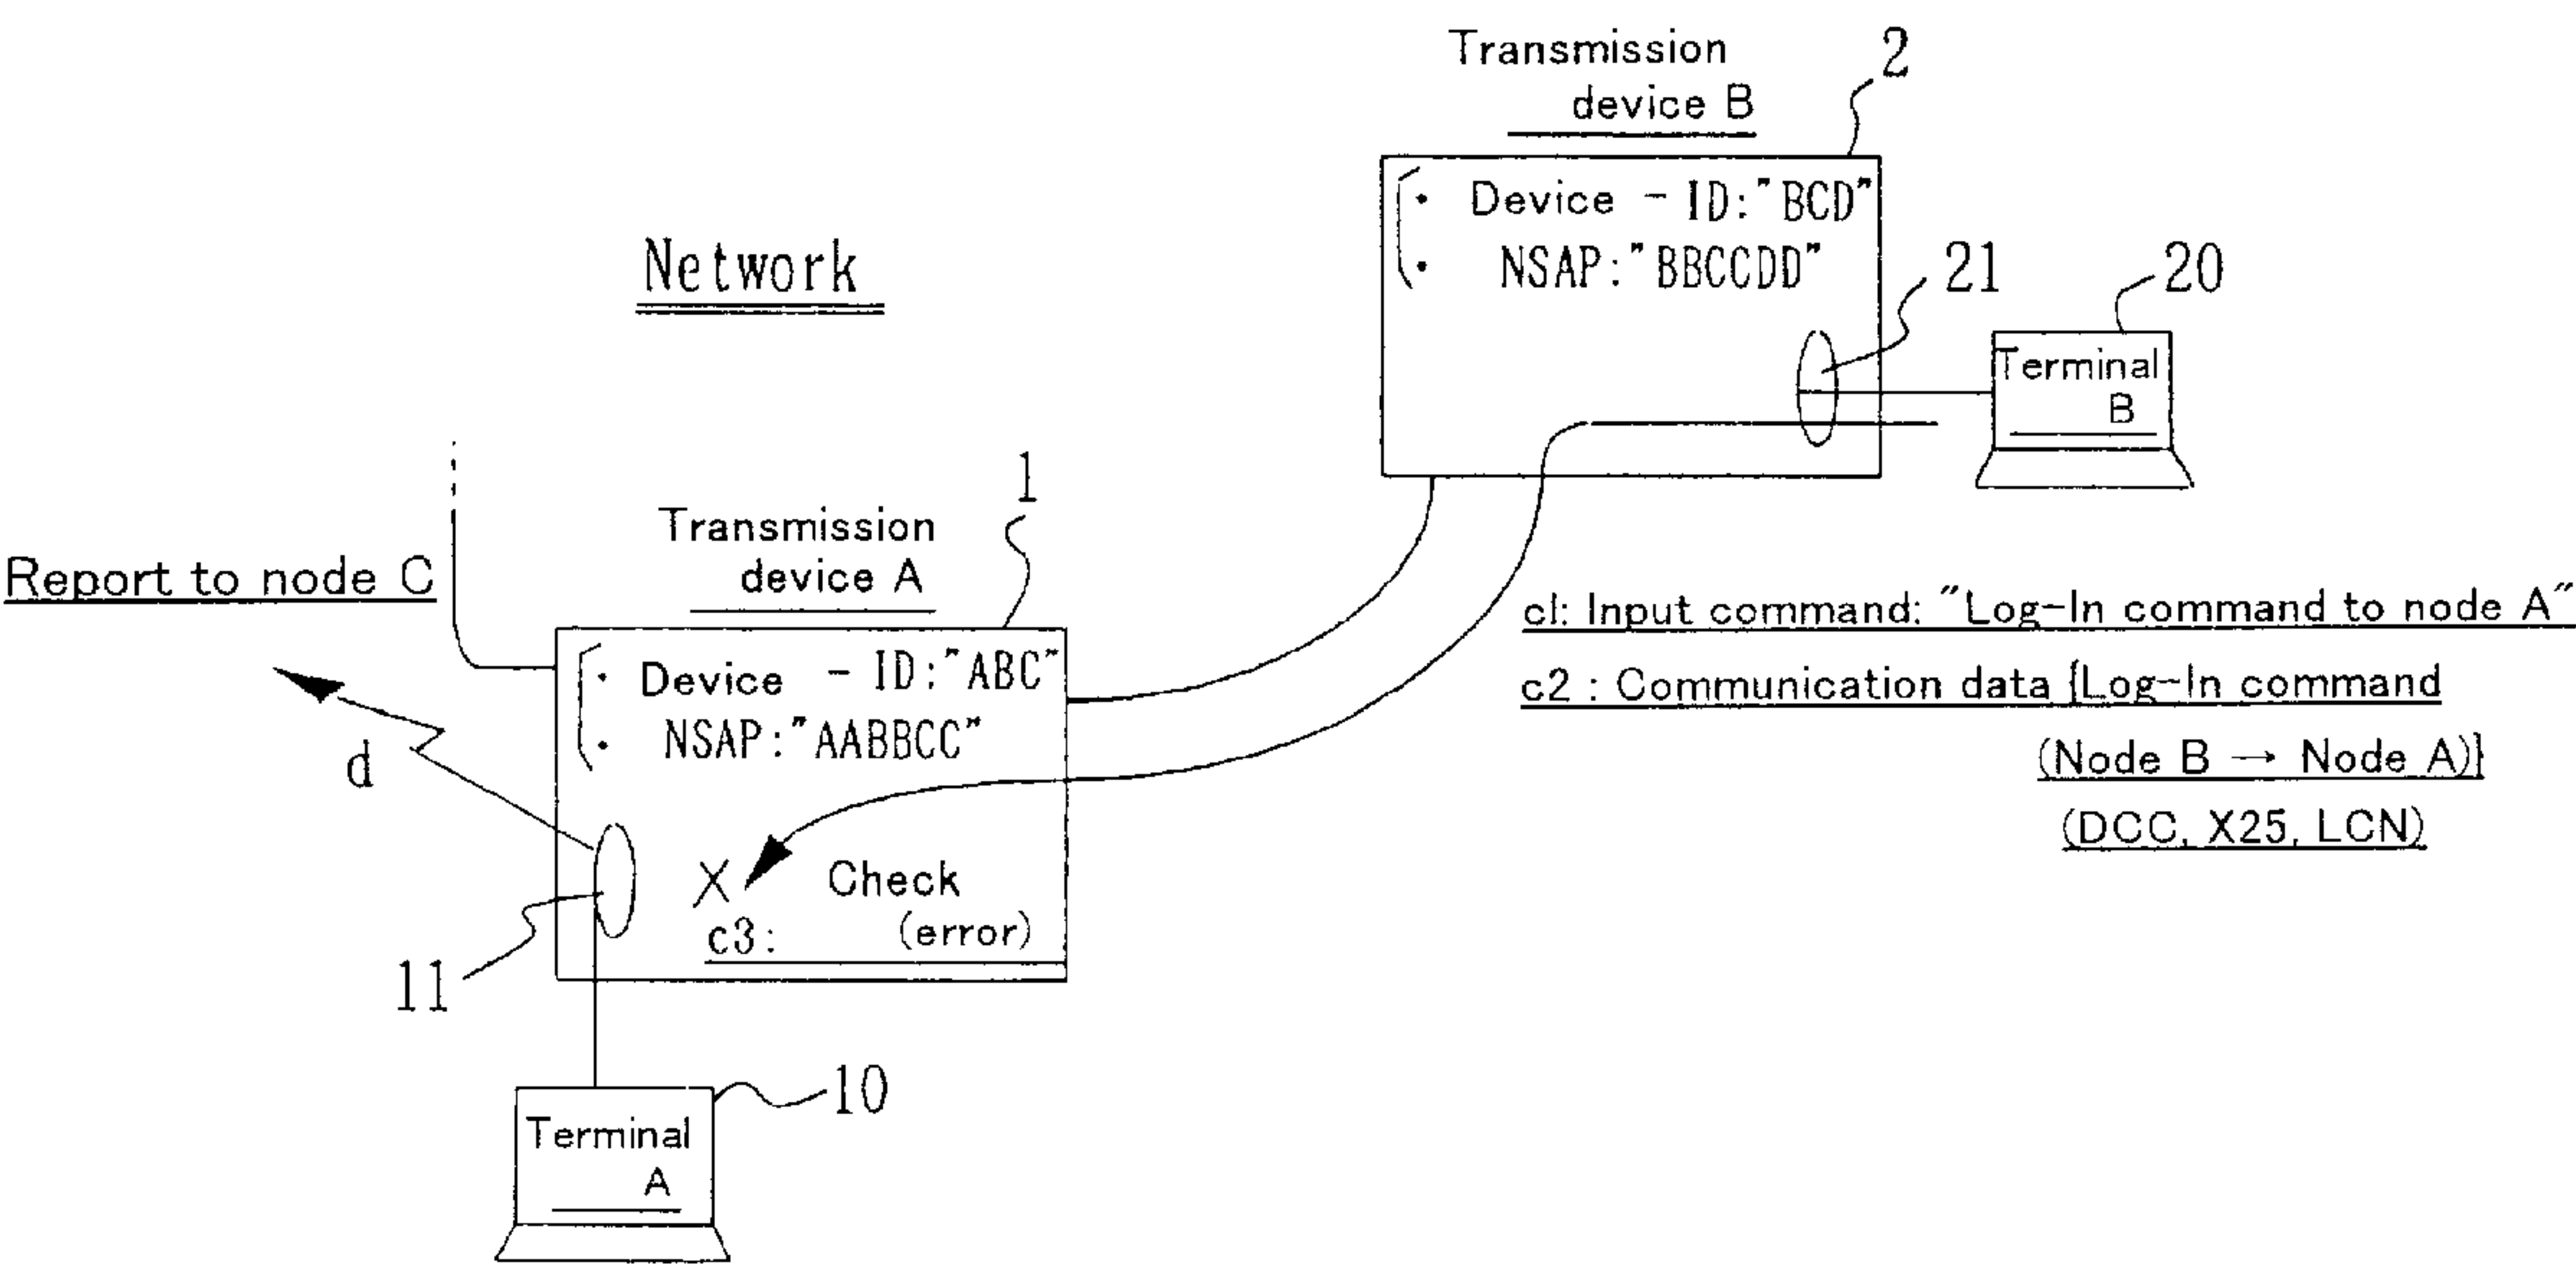 Transmission
device B
2
Device - ID:"BCD"
NSAP:"BBCCDD"
21
20
Terminal
B
Network
1
Transmission
device A
Report to node C
Device - ID:"ABC"
NSAP:"AABBCC"
d
X
Check
c3: (error)
11
10
Terminal
A
c1: Input command: "Log-In command to node A"
c2 : Communication data {Log-In command
(Node B → Node A)}
(DCC, X25, LCN)